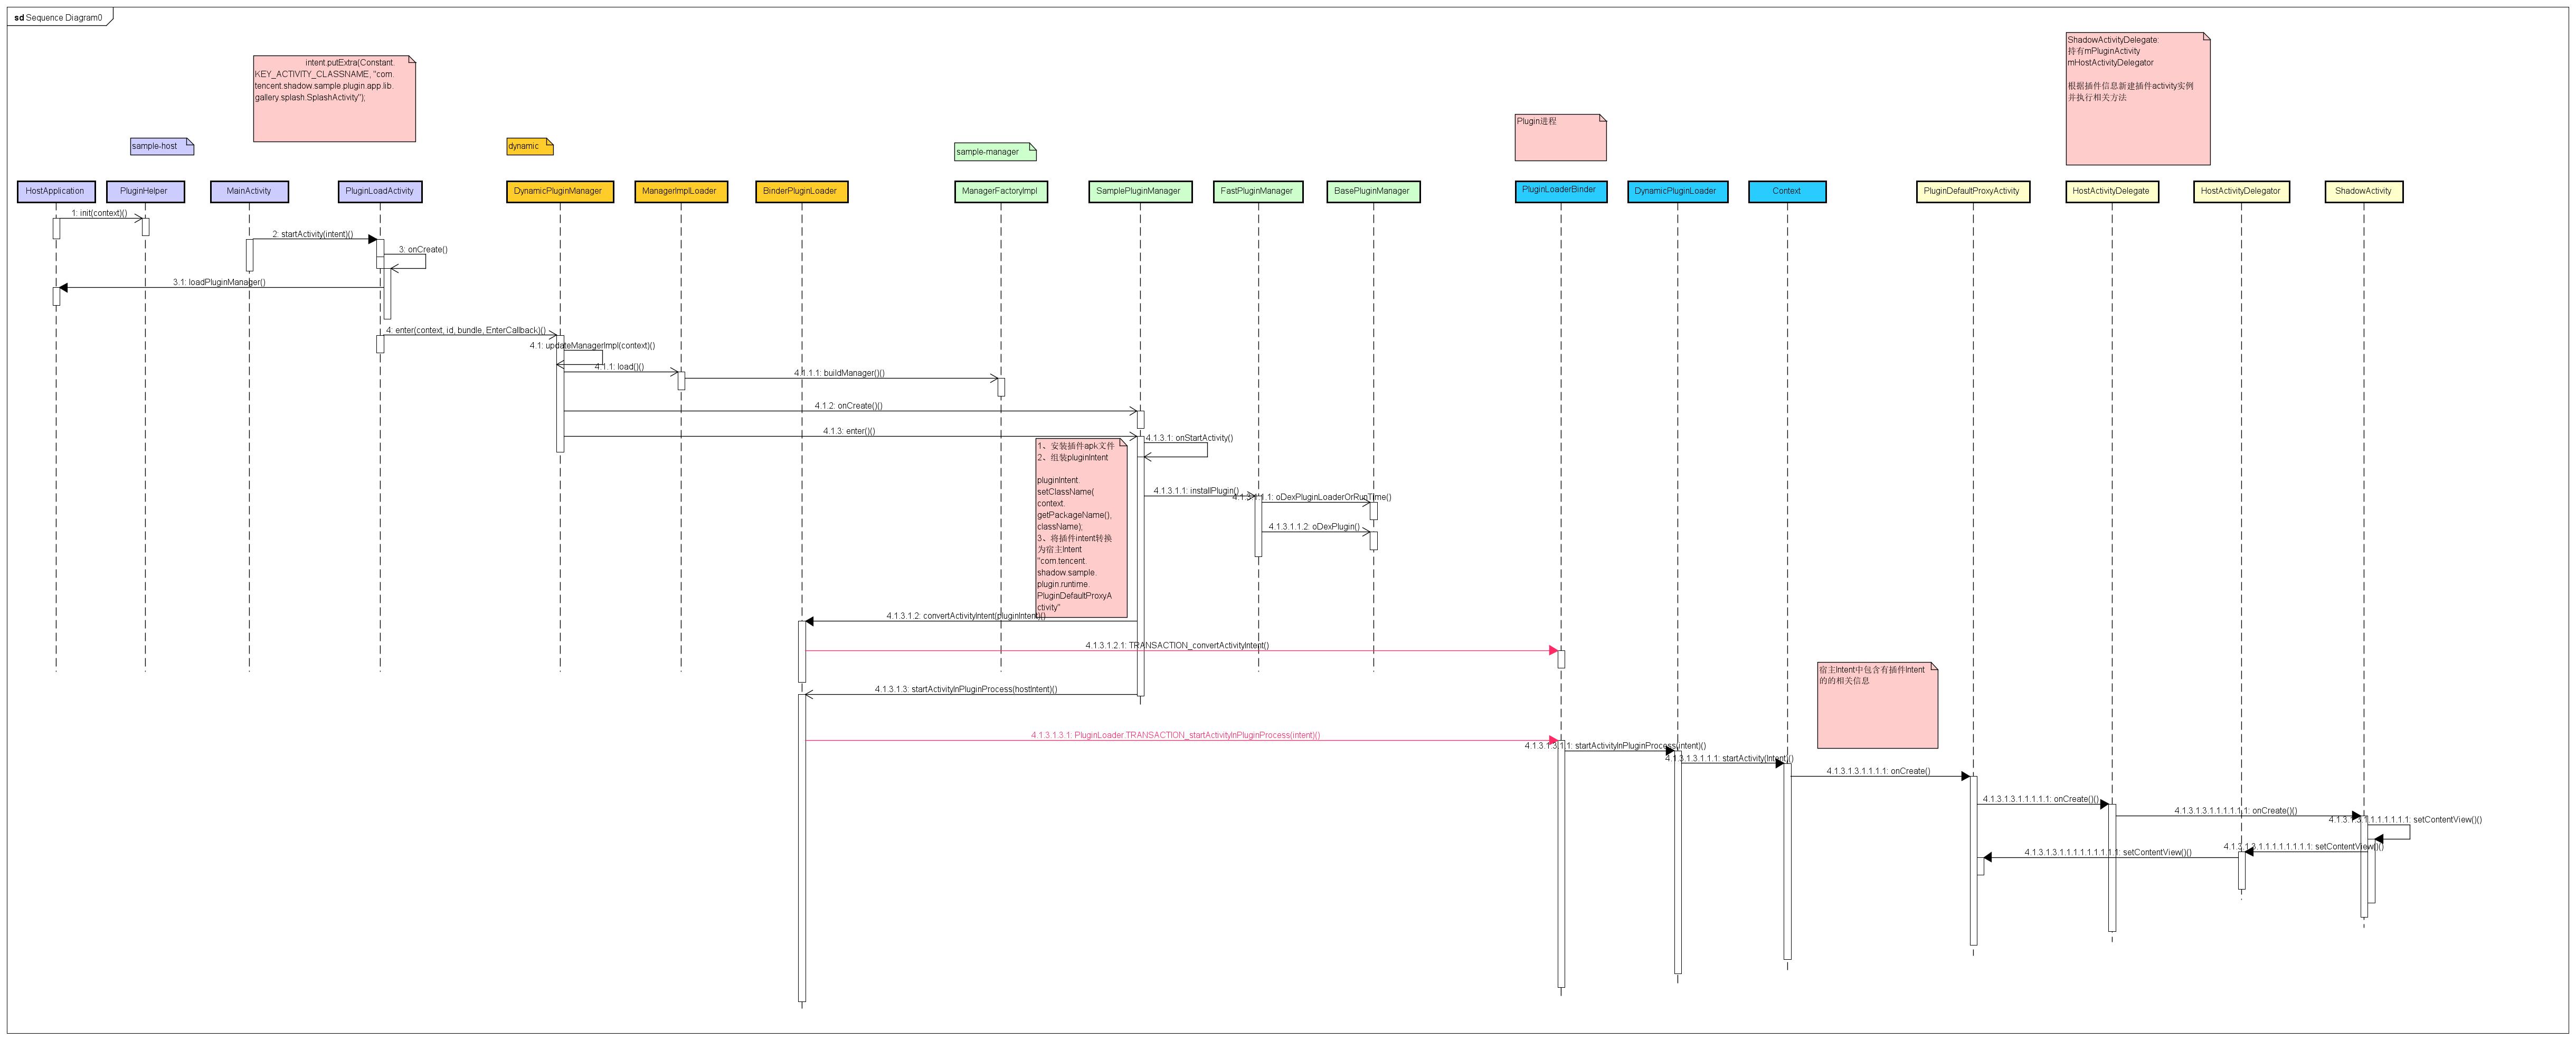 sd Sequence Diagram0
intent.putExtra(Constant.
KEY_ACTIVITY_CLASSNAME, "com.
tencent.shadow.sample.plugin.app.lib.
gallery.splash.SplashActivity");
ShadowActivityDelegate:
持有mPluginActivity
mHostActivityDelegator
根据插件信息新建插件activity实例
并执行相关方法
Plugin进程
sample-host
dynamic
sample-manager
HostApplication
PluginHelper
MainActivity
PluginLoadActivity
DynamicPluginManager
ManagerImplLoader
BinderPluginLoader
ManagerFactoryImpl
SamplePluginManager
FastPluginManager
BasePluginManager
PluginLoaderBinder
DynamicPluginLoader
Context
PluginDefaultProxyActivity
HostActivityDelegate
HostActivityDelegator
ShadowActivity
1: init(context)()
2: startActivity(intent)()
3: onCreate()
3.1: loadPluginManager()
4: enter(context, id, bundle, EnterCallback)()
4.1: updateManagerImpl(context)()
4.1.1: load()()
4.1.1.1: buildManager()()
4.1.2: onCreate()()
4.1.3: enter()()
4.1.3.1: onStartActivity()
1、安装插件apk文件
2、组装pluginIntent
pluginIntent.
setClassName(
context.
getPackageName(),
className);
3、将插件intent转换
为宿主Intent
"com.tencent.
shadow.sample.
plugin.runtime.
PluginDefaultProxyA
ctivity"
4.1.3.1.1: installPlugin()
4.1.3.1.1.1: oDexPluginLoaderOrRunTime()
4.1.3.1.1.2: oDexPlugin()
4.1.3.1.2: convertActivityIntent(pluginIntent)()
4.1.3.1.2.1: TRANSACTION_convertActivityIntent()
宿主Intent中包含有插件Intent
的的相关信息
4.1.3.1.3: startActivityInPluginProcess(hostIntent)()
4.1.3.1.3.1: PluginLoader.TRANSACTION_startActivityInPluginProcess(intent)()
4.1.3.1.3.1.1: startActivityInPluginProcess(intent)()
4.1.3.1.3.1.1.1: startActivity(Intent)()
4.1.3.1.3.1.1.1.1: onCreate()
4.1.3.1.3.1.1.1.1.1: onCreate()()
4.1.3.1.3.1.1.1.1.1.1: onCreate()()
4.1.3.1.3.1.1.1.1.1.1.1: setContentView()()
4.1.3.1.3.1.1.1.1.1.1.1.1: setContentView()()
4.1.3.1.3.1.1.1.1.1.1.1.1.1: setContentView()()